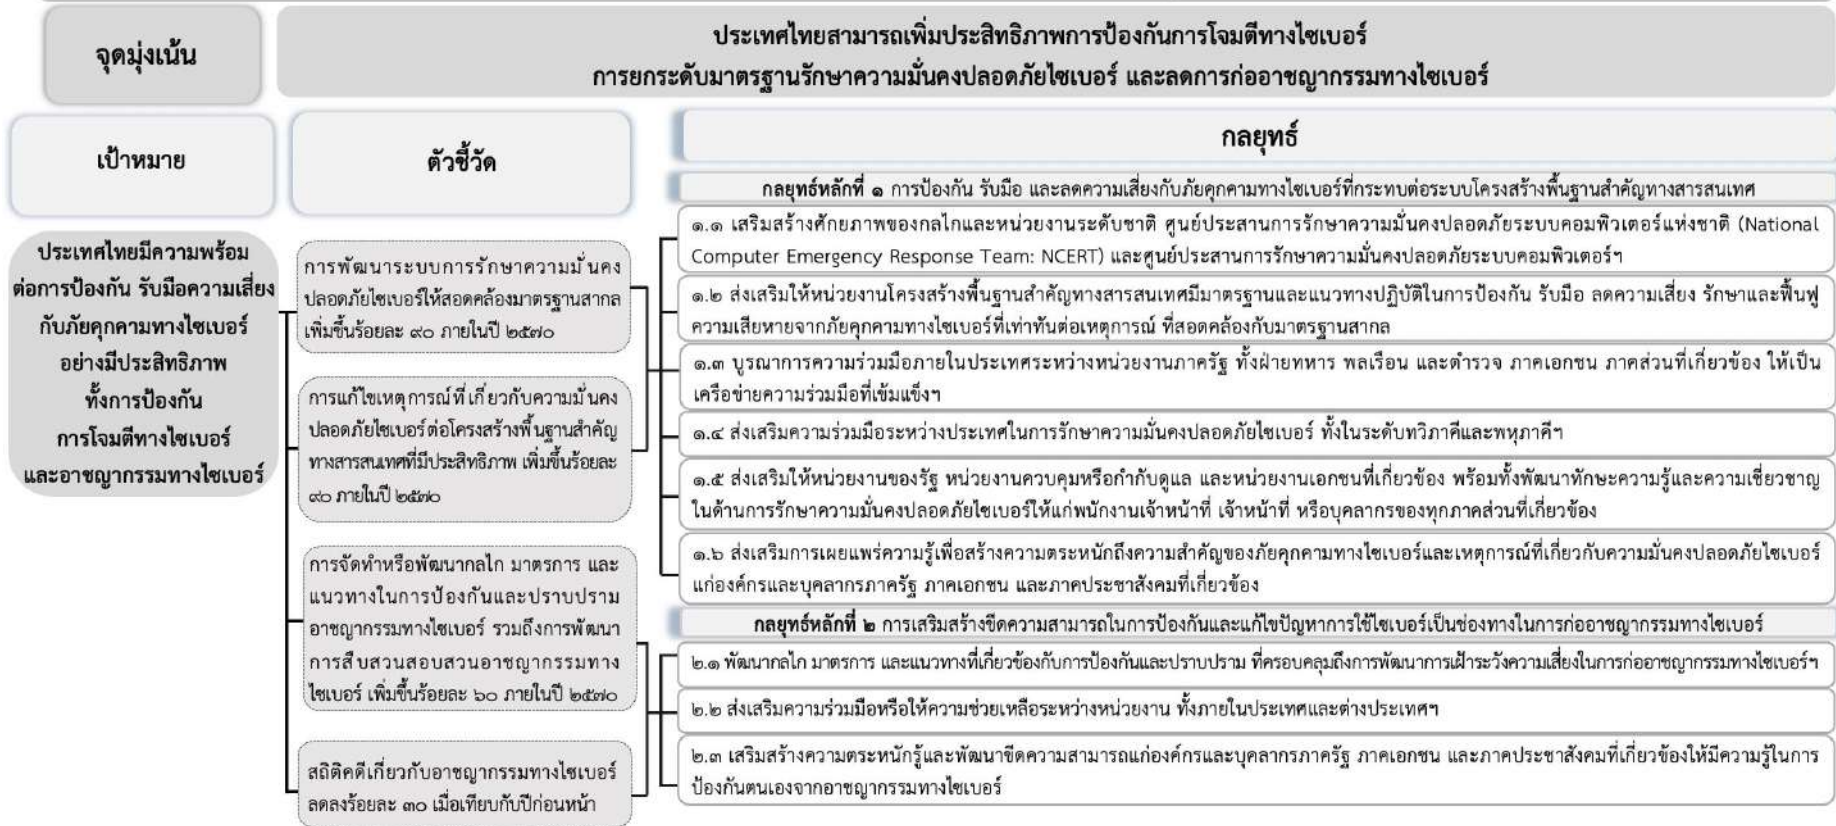 จุดมุ่งเน้น
ประเทศไทยสามารถเพิ่มประสิทธิภาพการป้องกันการโจมตีทางไซเบอร์
การยกระดับมาตรฐานรักษาความมั่นคงปลอดภัยไซเบอร์ และลดการก่ออาชญากรรมทางไซเบอร์
เป้าหมาย
ตัวชี้วัด
กลยุทธ์
ประเทศไทยมีความพร้อม
ต่อการป้องกัน รับมือความเสี่ยง
กับภัยคุกคามทางไซเบอร์
อย่างมีประสิทธิภาพ
ทั้งการป้องกัน
การโจมตีทางไซเบอร์
และอาชญากรรมทางไซเบอร์
การพัฒนาระบบการรักษาความมั่นคง
ปลอดภัยไซเบอร์ให้สอดคล้องมาตรฐานสากล
เพิ่มขึ้นร้อยละ ๙๐ ภายในปี ๒๕๗๐
การแก้ไขเหตุการณ์ที่เกี่ยวกับความมั่นคง
ปลอดภัยไซเบอร์ต่อโครงสร้างพื้นฐานสำคัญ
ทางสารสนเทศที่มีประสิทธิภาพ เพิ่มขึ้นร้อยละ
๙๐ ภายในปี ๒๕๗๐
การจัดทำหรือพัฒนากลไก มาตรการ และ
แนวทางในการป้องกันและปราบปราม
อาชญากรรมทางไซเบอร์ รวมถึงการพัฒนา
การสืบสวนสอบสวนอาชญากรรมทาง
ไซเบอร์ เพิ่มขึ้นร้อยละ ๖๐ ภายในปี ๒๕๗๐
สถิติคดีเกี่ยวกับอาชญากรรมทางไซเบอร์
ลดลงร้อยละ ๓๐ เมื่อเทียบกับปีก่อนหน้า
กลยุทธ์หลักที่ ๑ การป้องกัน รับมือ และลดความเสี่ยงกับภัยคุกคามทางไซเบอร์ที่กระทบต่อระบบโครงสร้างพื้นฐานสำคัญทางสารสนเทศ
๑.๑ เสริมสร้างศักยภาพของกลไกและหน่วยงานระดับชาติ ศูนย์ประสานการรักษาความมั่นคงปลอดภัยระบบคอมพิวเตอร์แห่งชาติ (National
Computer Emergency Response Team: NCERT) และศูนย์ประสานการรักษาความมั่นคงปลอดภัยระบบคอมพิวเตอร์ฯ
๑.๒ ส่งเสริมให้หน่วยงานโครงสร้างพื้นฐานสำคัญทางสารสนเทศมีมาตรฐานและแนวทางปฏิบัติในการป้องกัน รับมือ ลดความเสี่ยง รักษาและฟื้นฟู
ความเสียหายจากภัยคุกคามทางไซเบอร์ที่เท่าทันต่อเหตุการณ์ ที่สอดคล้องกับมาตรฐานสากล
๑.๓ บูรณาการความร่วมมือภายในประเทศระหว่างหน่วยงานภาครัฐ ทั้งฝ่ายทหาร พลเรือน และตำรวจ ภาคเอกชน ภาคส่วนที่เกี่ยวข้อง ให้เป็น
เครือข่ายความร่วมมือที่เข้มแข็งฯ
๑.๔ ส่งเสริมความร่วมมือระหว่างประเทศในการรักษาความมั่นคงปลอดภัยไซเบอร์ ทั้งในระดับทวิภาคีและพหุภาคีฯ
๑.๕ ส่งเสริมให้หน่วยงานของรัฐ หน่วยงานควบคุมหรือกำกับดูแล และหน่วยงานเอกชนที่เกี่ยวข้อง พร้อมทั้งพัฒนาทักษะความรู้และความเชี่ยวชาญ
ในด้านการรักษาความมั่นคงปลอดภัยไซเบอร์ให้แก่พนักงานเจ้าหน้าที่ เจ้าหน้าที่ หรือบุคลากรของทุกภาคส่วนที่เกี่ยวข้อง
๑.๖ ส่งเสริมการเผยแพร่ความรู้เพื่อสร้างความตระหนักถึงความสำคัญของภัยคุกคามทางไซเบอร์และเหตุการณ์ที่เกี่ยวกับความมั่นคงปลอดภัยไซเบอร์
แก่องค์กรและบุคลากรภาครัฐ ภาคเอกชน และภาคประชาสังคมที่เกี่ยวข้อง
กลยุทธ์หลักที่ ๒ การเสริมสร้างขีดความสามารถในการป้องกันและแก้ไขปัญหาการใช้ไซเบอร์เป็นช่องทางในการก่ออาชญากรรมทางไซเบอร์
๒.๑ พัฒนากลไก มาตรการ และแนวทางที่เกี่ยวข้องกับการป้องกันและปราบปราม ที่ครอบคลุมถึงการพัฒนาการเฝ้าระวังความเสี่ยงในการก่ออาชญากรรมทางไซเบอร์ฯ
๒.๒ ส่งเสริมความร่วมมือหรือให้ความช่วยเหลือระหว่างหน่วยงาน ทั้งภายในประเทศและต่างประเทศฯ
๒.๓ เสริมสร้างความตระหนักรู้และพัฒนาขีดความสามารถแก่องค์กรและบุคลากรภาครัฐ ภาคเอกชน และภาคประชาสังคมที่เกี่ยวข้องให้มีความรู้ในการ
ป้องกันตนเองจากอาชญากรรมทางไซเบอร์